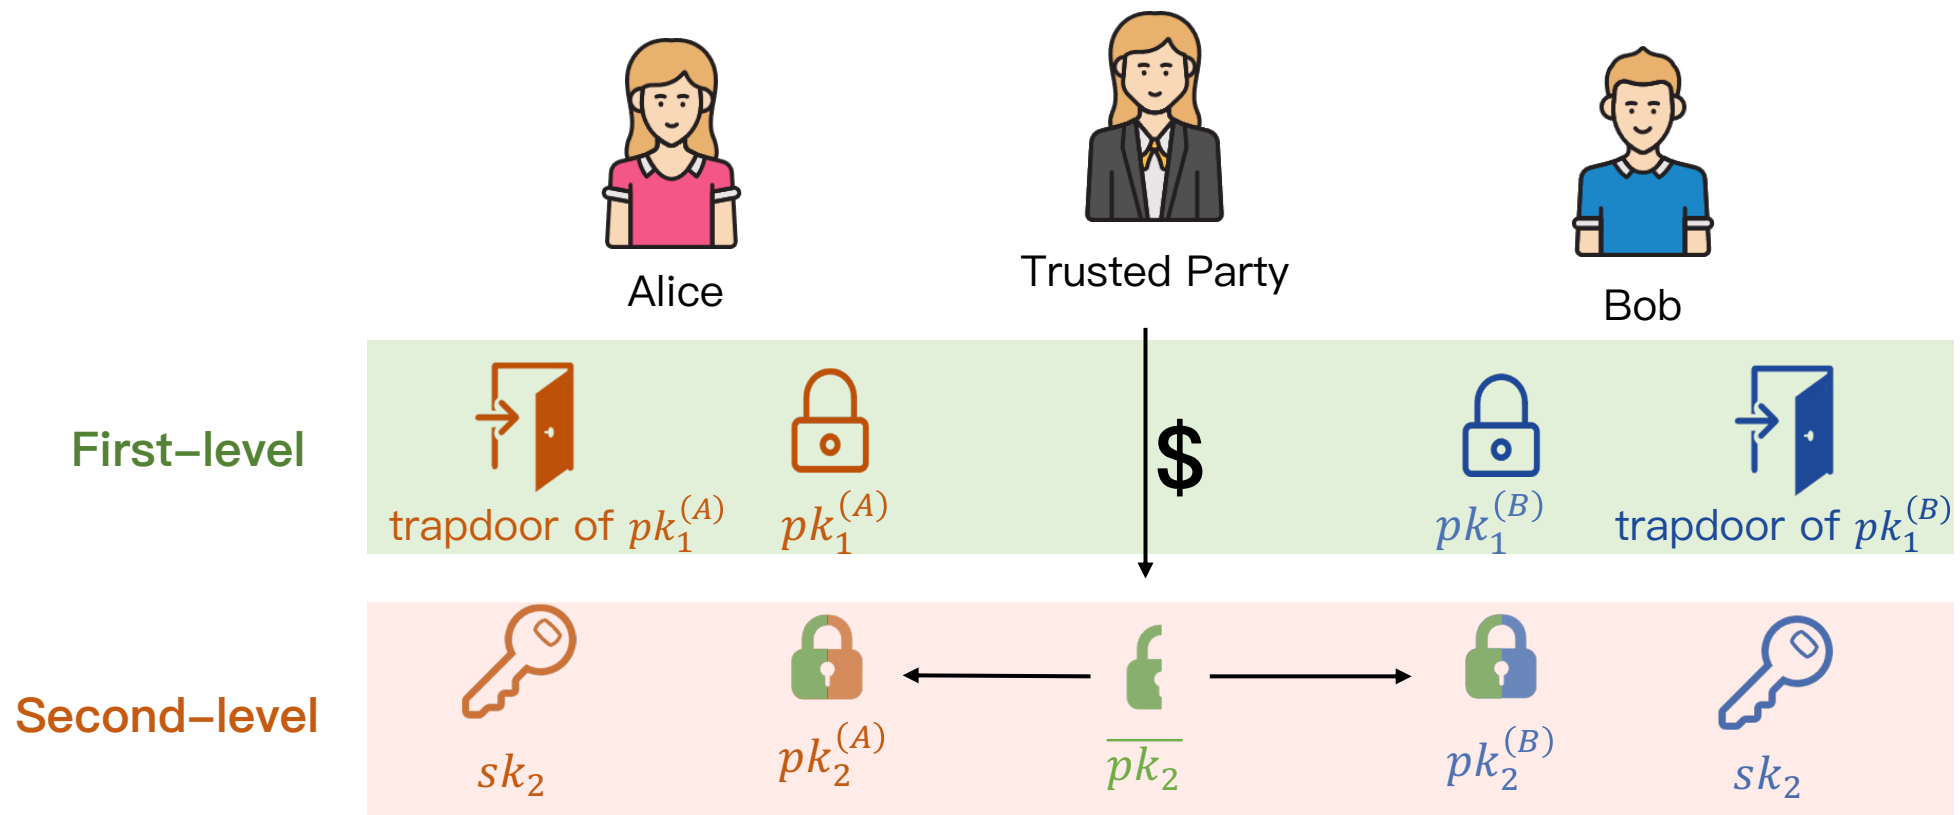 Alice
Trusted Party
Bob
First-level
$
trapdoor of pk_1^{(A)}
pk_1^{(A)}
pk_1^{(B)}
trapdoor of pk_1^{(B)}
Second-level
sk_2
pk_2^{(A)}
\overline{pk_2}
pk_2^{(B)}
sk_2